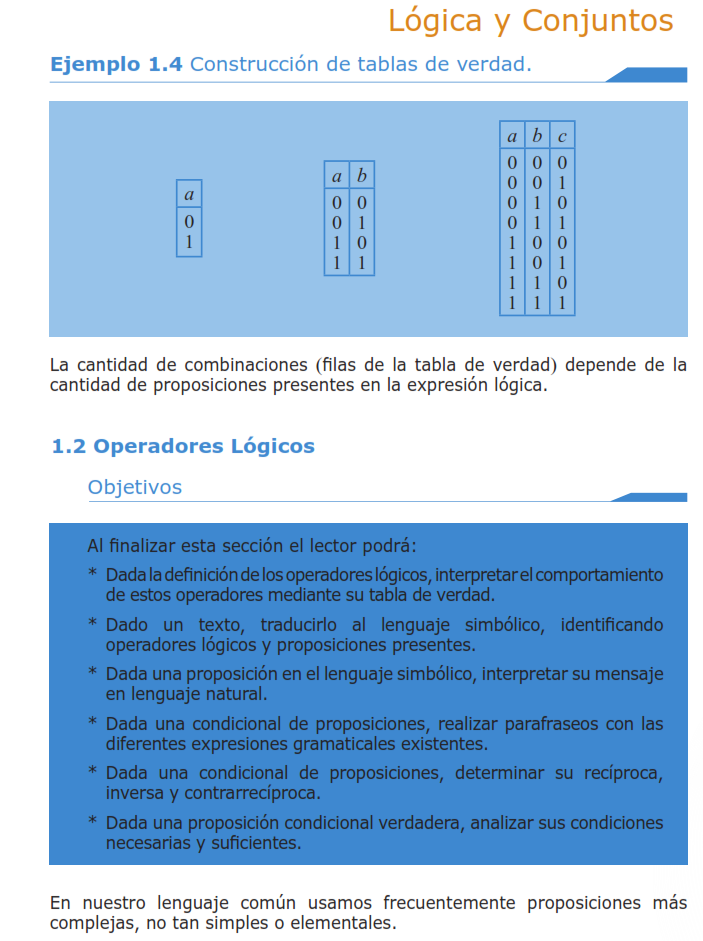 Lógica y Conjuntos
Ejemplo 1.4 Construcción de tablas de verdad.
a
0
1
a b
0 0
0 1
1 0
1 1
a b c
0 0 0
0 0 1
0 1 0
0 1 1
1 0 0
1 0 1
1 1 0
1 1 1
La cantidad de combinaciones (filas de la tabla de verdad) depende de la
cantidad de proposiciones presentes en la expresión lógica.
1.2 Operadores Lógicos
Objetivos
Al finalizar esta sección el lector podrá:
* Dada la definición de los operadores lógicos, interpretar el comportamiento
de estos operadores mediante su tabla de verdad.
* Dado un texto, traducirlo al lenguaje simbólico, identificando
operadores lógicos y proposiciones presentes.
* Dada una proposición en el lenguaje simbólico, interpretar su mensaje
en lenguaje natural.
* Dada una condicional de proposiciones, realizar parafraseos con las
diferentes expresiones gramaticales existentes.
* Dada una condicional de proposiciones, determinar su recíproca,
inversa y contrarrecíproca.
* Dada una proposición condicional verdadera, analizar sus condiciones
necesarias y suficientes.
En nuestro lenguaje común usamos frecuentemente proposiciones más
complejas, no tan simples o elementales.